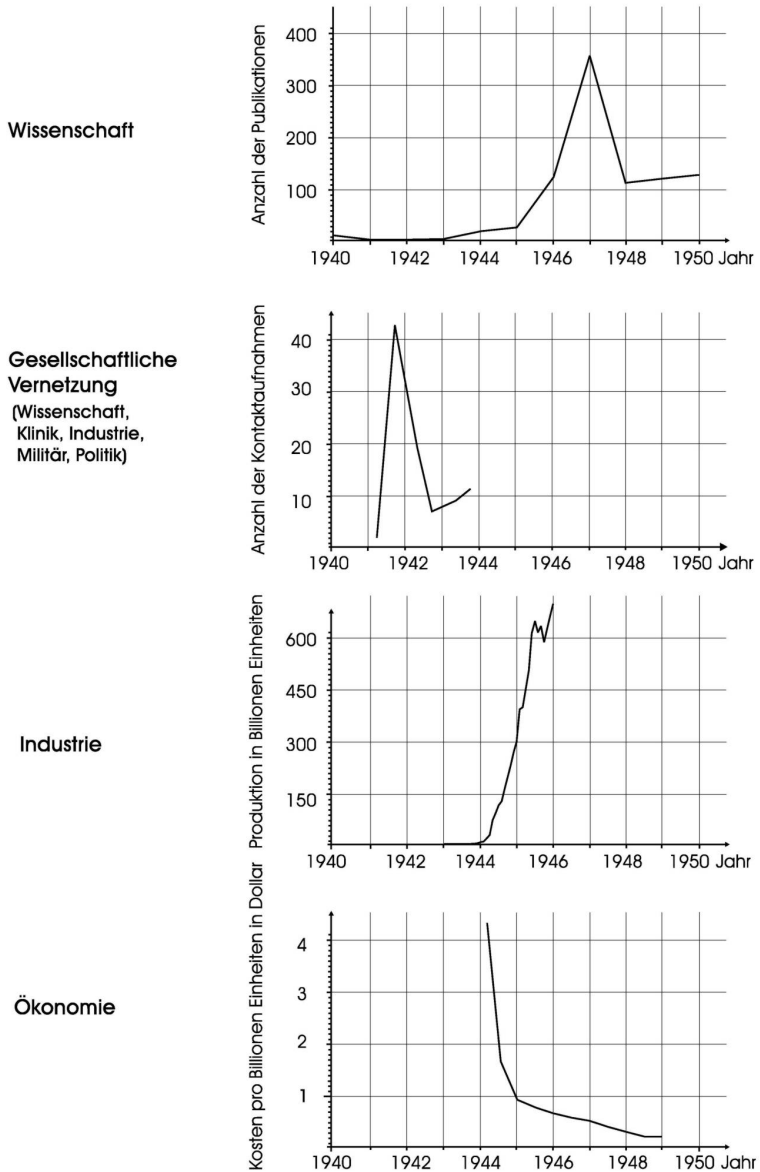 Wissenschaft
Anzahl der Publikationen
400
300
200
100
1940 1942 1944 1946 1948 1950 Jahr
Gesellschaftliche
Vernetzung
(Wissenschaft,
Klinik, Industrie,
Militär, Politik)
Anzahl der Kontaktaufnahmen
40
30
20
10
1940 1942 1944 1946 1948 1950 Jahr
Industrie
Produktion in Billionen Einheiten
600
450
300
150
1940 1942 1944 1946 1948 1950 Jahr
Ökonomie
Kosten pro Billionen Einheiten in Dollar
4
3
2
1
1940 1942 1944 1946 1948 1950 Jahr